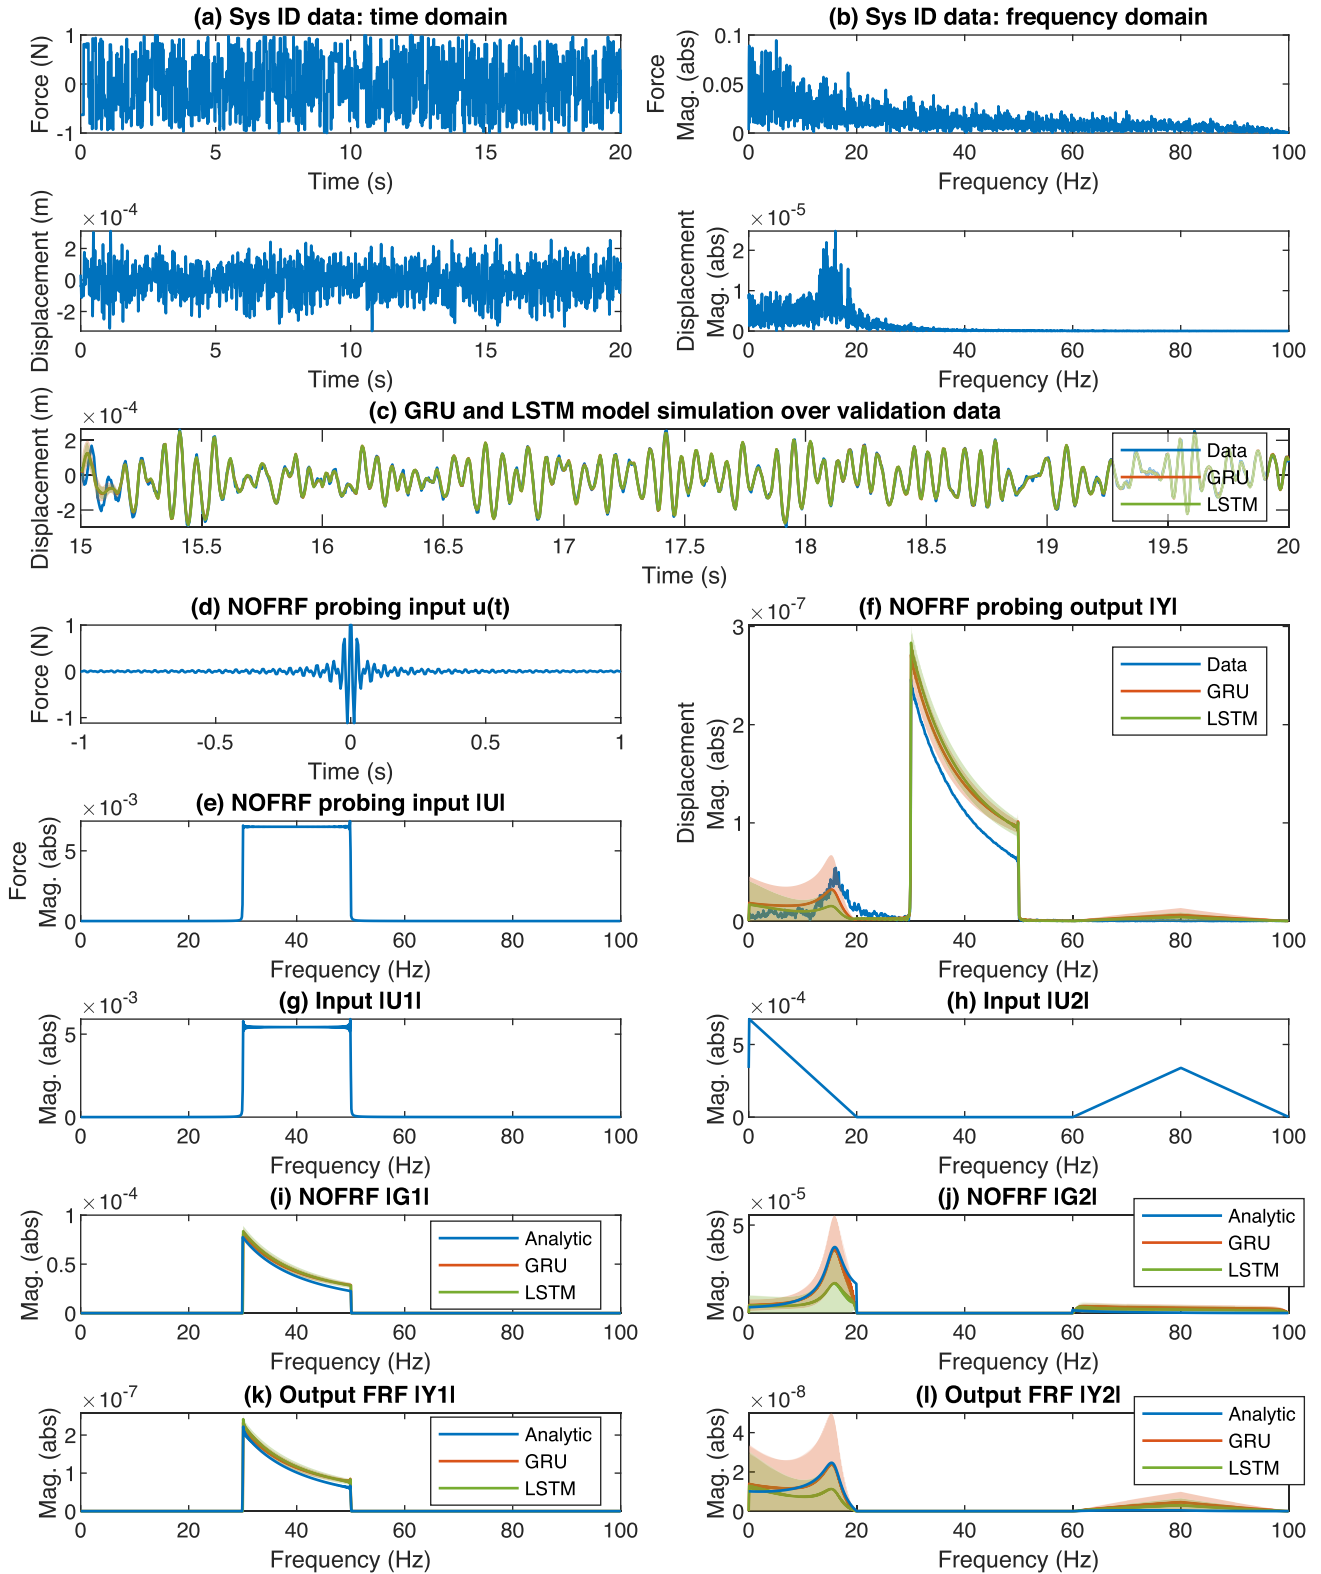 (a) Sys ID data: time domain
Force (N)
1
0
-1
0 5 10 15 20
Time (s)
(b) Sys ID data: frequency domain
Force
Mag. (abs)
0.1
0.05
0
0 20 40 60 80 100
Frequency (Hz)
Displacement (m)
×10-4
2
0
-2
0 5 10 15 20
Time (s)
Displacement
Mag. (abs)
×10-5
2
1
0
0 20 40 60 80 100
Frequency (Hz)
(c) GRU and LSTM model simulation over validation data
Displacement (m)
×10-4
2
0
-2
Data
GRU
LSTM
15 15.5 16 16.5 17 17.5 18 18.5 19 19.5 20
Time (s)
(d) NOFRF probing input u(t)
Force (N)
1
0
-1
-1 -0.5 0 0.5 1
Time (s)
(e) NOFRF probing input |U|
Force
Mag. (abs)
×10-3
5
0
0 20 40 60 80 100
Frequency (Hz)
(f) NOFRF probing output |Y|
Displacement
Mag. (abs)
×10-7
3
2
1
0
Data
GRU
LSTM
0 20 40 60 80 100
Frequency (Hz)
(g) Input |U1|
Mag. (abs)
×10-3
5
0
0 20 40 60 80 100
Frequency (Hz)
(h) Input |U2|
Mag. (abs)
×10-4
5
0
0 20 40 60 80 100
Frequency (Hz)
(i) NOFRF |G1|
Mag. (abs)
×10-4
1
0.5
0
Analytic
GRU
LSTM
0 20 40 60 80 100
Frequency (Hz)
(j) NOFRF |G2|
Mag. (abs)
×10-5
5
0
Analytic
GRU
LSTM
0 20 40 60 80 100
Frequency (Hz)
(k) Output FRF |Y1|
Mag. (abs)
×10-7
2
1
0
Analytic
GRU
LSTM
0 20 40 60 80 100
Frequency (Hz)
(l) Output FRF |Y2|
Mag. (abs)
×10-8
4
2
0
Analytic
GRU
LSTM
0 20 40 60 80 100
Frequency (Hz)